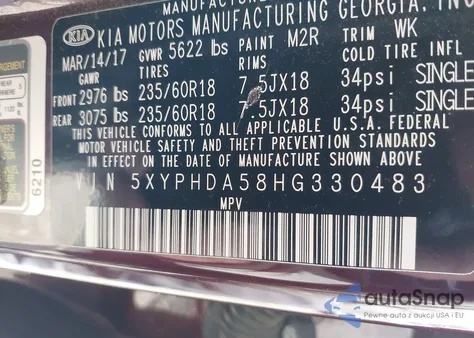 MANUFACTUR
KIA KIA MOTORS MANUFACTURING GEORGIA, INC
MAR/14/17 GVWR 5622 lbs PAINT M2R TRIM WK
GAWR TIRES RIMS COLD TIRE INFL
FRONT 2976 lbs 235/60R18 7.5JX18 34psi SINGLE
REAR 3075 lbs 235/60R18 7.5JX18 34psi SINGLE
THIS VEHICLE CONFORMS TO ALL APPLICABLE U.S.A. FEDERAL
MOTOR VEHICLE SAFETY AND THEFT PREVENTION STANDARDS
IN EFFECT ON THE DATE OF MANUFACTURE SHOWN ABOVE.
VIN 5XYPHDA58HG330483
MPV
6210
autoSnap
Pewne auta z aukcji USA i EU